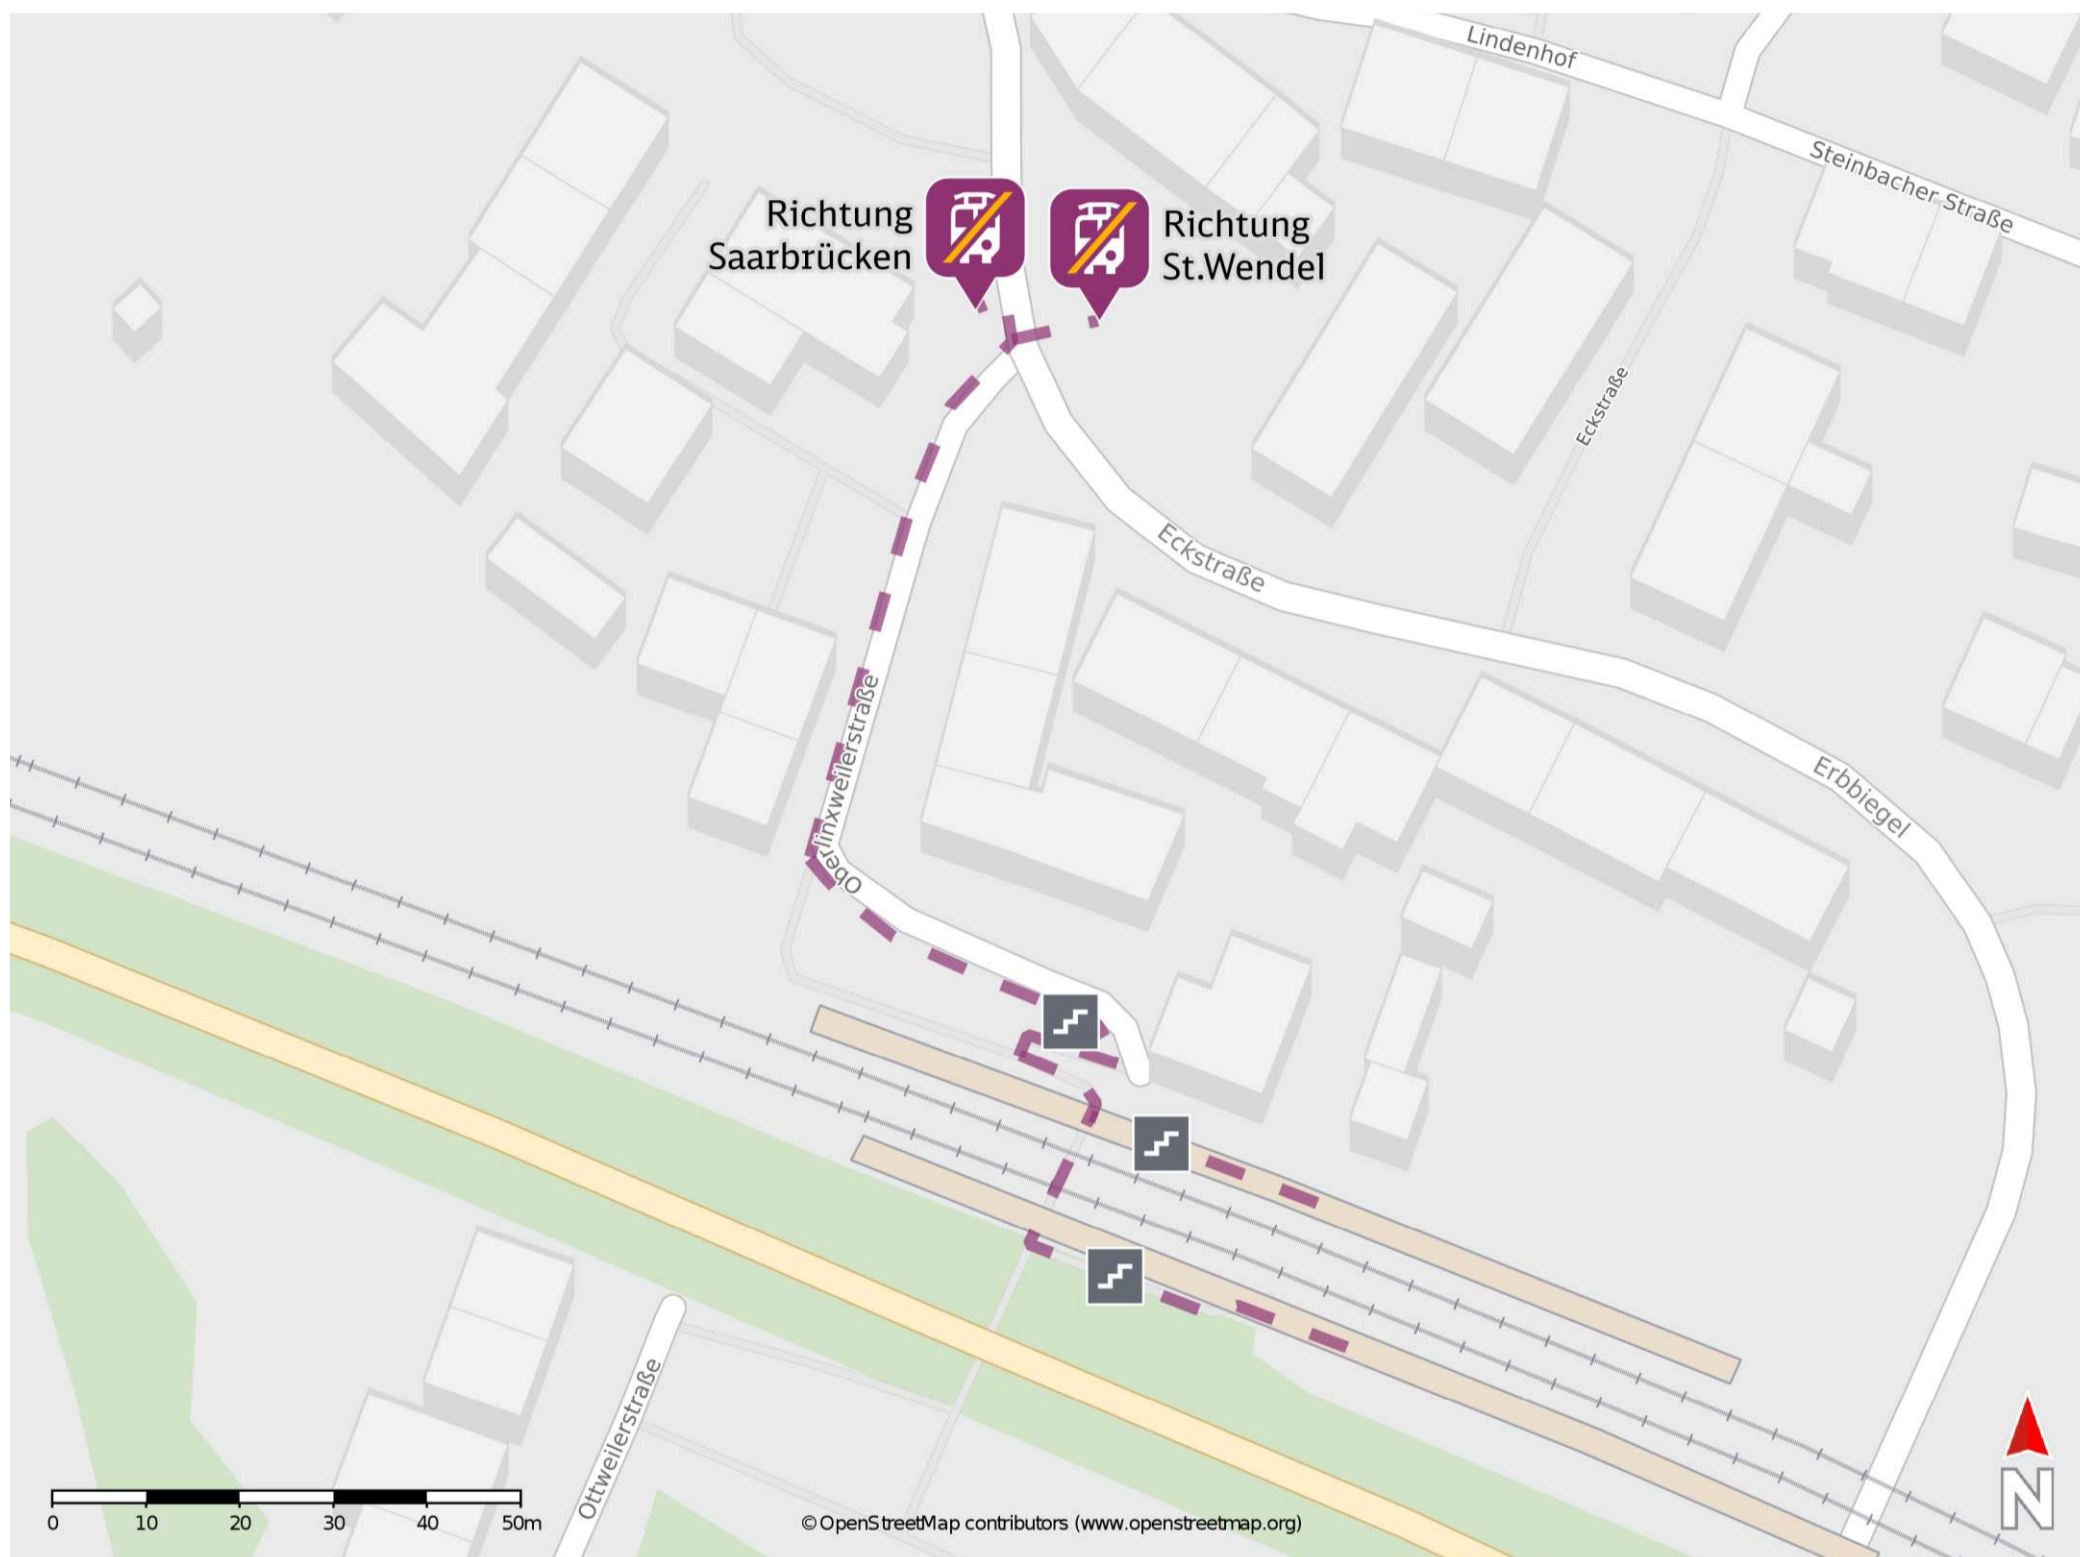 Lindenhof
Steinbacher Straße
Richtung
Saarbrücken
Richtung
St.Wendel
Eckstraße
Eckstraße
Oberlinxweilerstraße
Erbbiegel
Ottweilerstraße
0 10 20 30 40 50m
© OpenStreetMap contributors (www.openstreetmap.org)
N